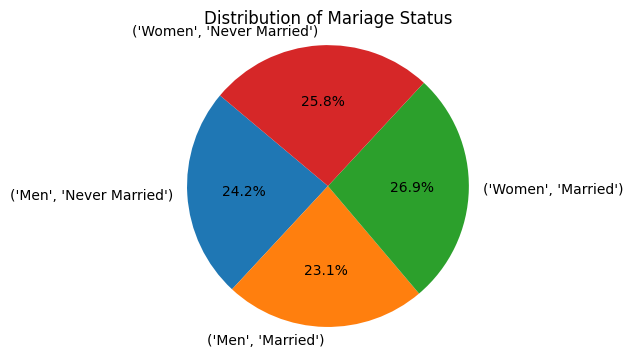 Distribution of Mariage Status
('Women', 'Never Married')
25.8%
('Men', 'Never Married')
24.2%
26.9%
('Women', 'Married')
23.1%
('Men', 'Married')